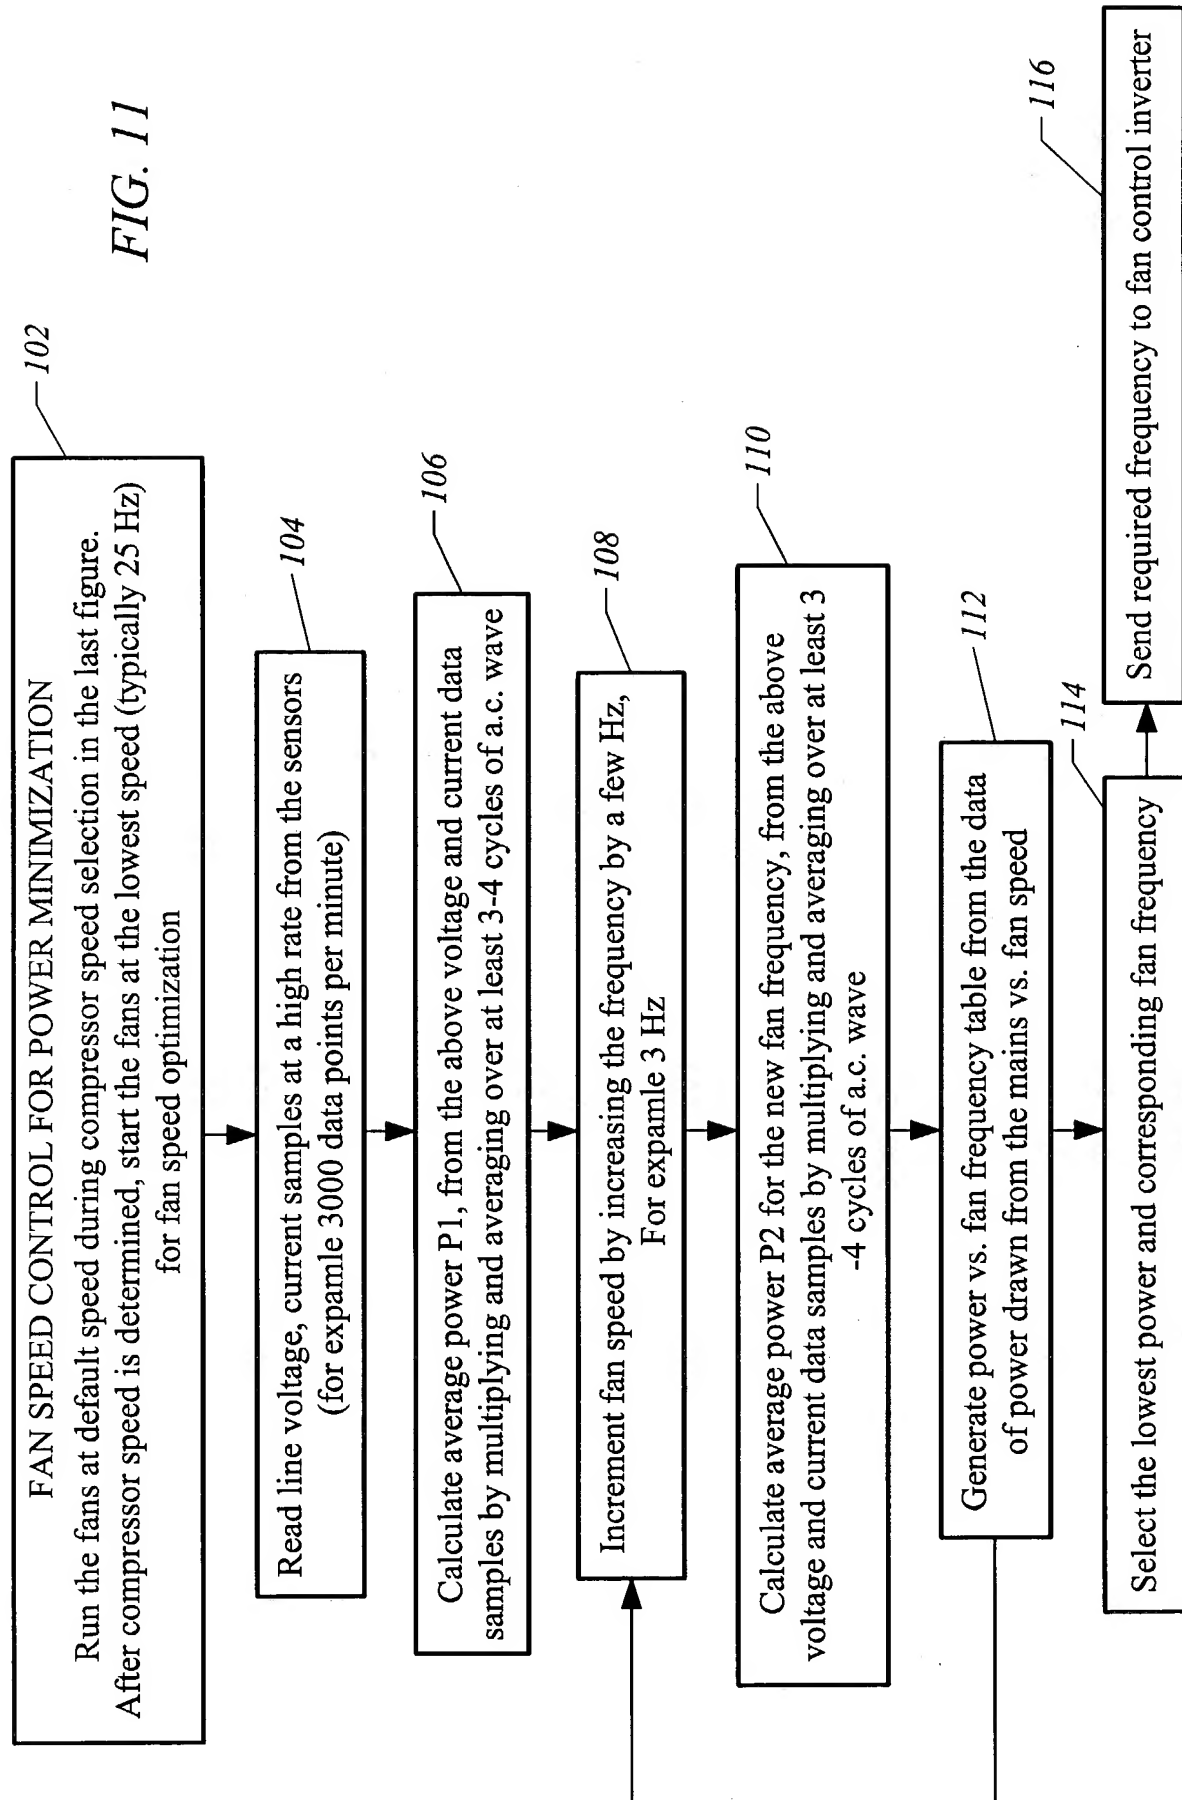 FIG. 11
102
FAN SPEED CONTROL FOR POWER MINIMIZATION
Run the fans at default speed during compressor speed selection in the last figure.
After compressor speed is determined, start the fans at the lowest speed (typically 25 Hz)
for fan speed optimization
104
Read line voltage, current samples at a high rate from the sensors
(for expamle 3000 data points per minute)
106
Calculate average power P1, from the above voltage and current data
samples by multiplying and averaging over at least 3-4 cycles of a.c. wave
108
Increment fan speed by increasing the frequency by a few Hz,
For expamle 3 Hz
110
Calculate average power P2 for the new fan frequency, from the above
voltage and current data samples by multiplying and averaging over at least 3
-4 cycles of a.c. wave
112
Generate power vs. fan frequency table from the data
of power drawn from the mains vs. fan speed
114
Select the lowest power and corresponding fan frequency
116
Send required frequency to fan control inverter